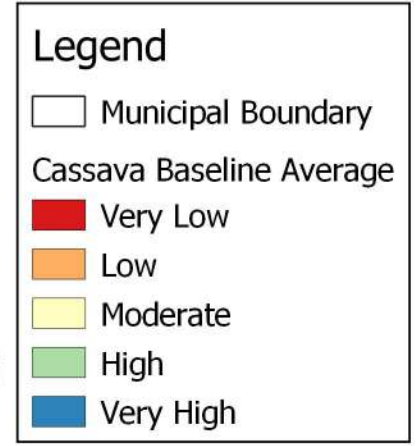 Legend
Municipal Boundary
Cassava Baseline Average
Very Low
Low
Moderate
High
Very High